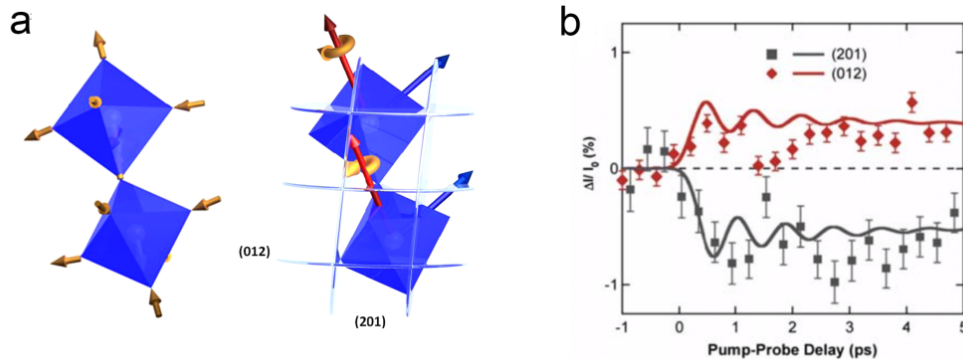 a
(012)
(201)
b
1
0
-1
ΔI/ I₀ (%)
(201)
(012)
-1 0 1 2 3 4 5
Pump-Probe Delay (ps)